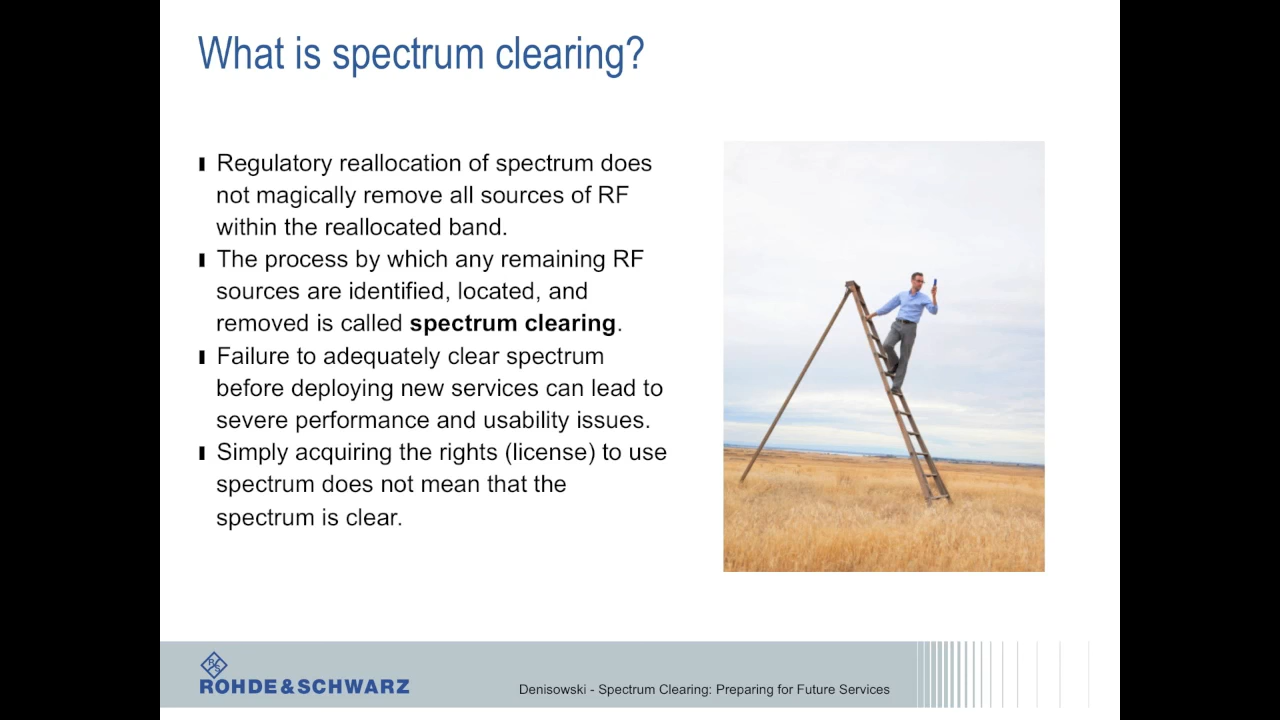 What is spectrum clearing?
Regulatory reallocation of spectrum does
not magically remove all sources of RF
within the reallocated band.
The process by which any remaining RF
sources are identified, located, and
removed is called spectrum clearing.
Failure to adequately clear spectrum
before deploying new services can lead to
severe performance and usability issues.
Simply acquiring the rights (license) to use
spectrum does not mean that the
spectrum is clear.
R S
ROHDE & SCHWARZ
Denisowski - Spectrum Clearing: Preparing for Future Services